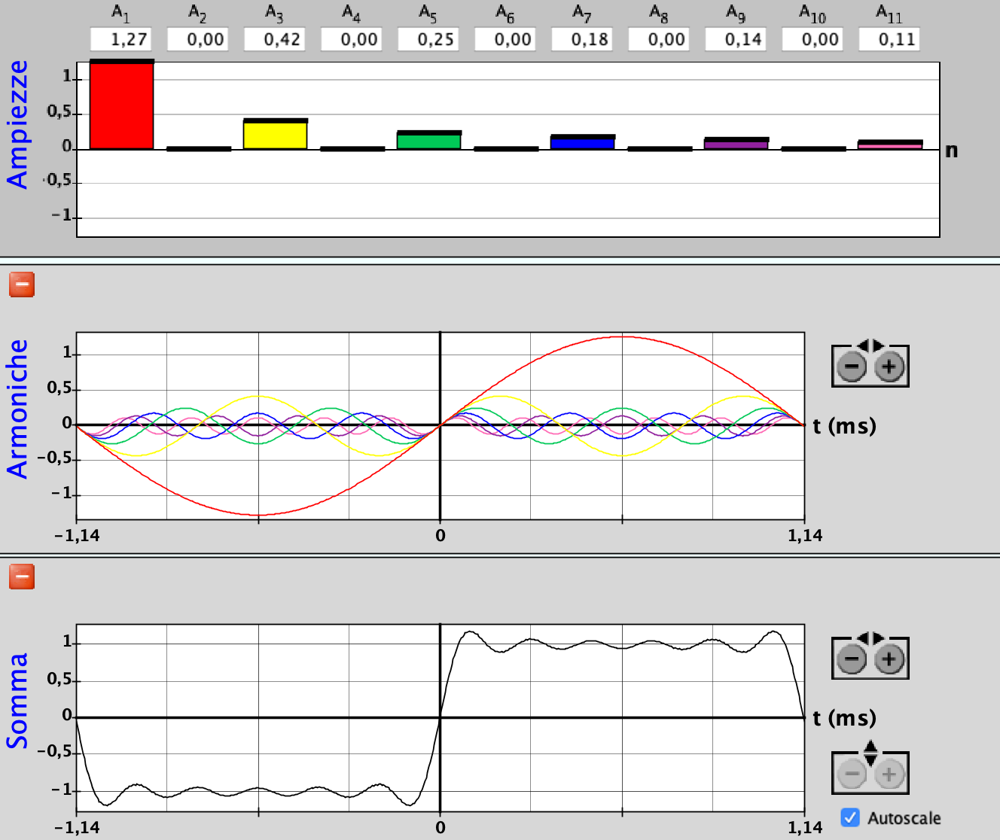 A1 A2 A3 A4 A5 A6 A7 A8 A9 A10 A11
1,27 0,00 0,42 0,00 0,25 0,00 0,18 0,00 0,14 0,00 0,11
Ampiezze
1
0,5
0
-0,5
-1
n
Armoniche
1
0,5
0
-0,5
-1
t (ms)
-1,14 0 1,14
Somma
1
0,5
0
-0,5
-1
t (ms)
-1,14 0 1,14
Autoscale